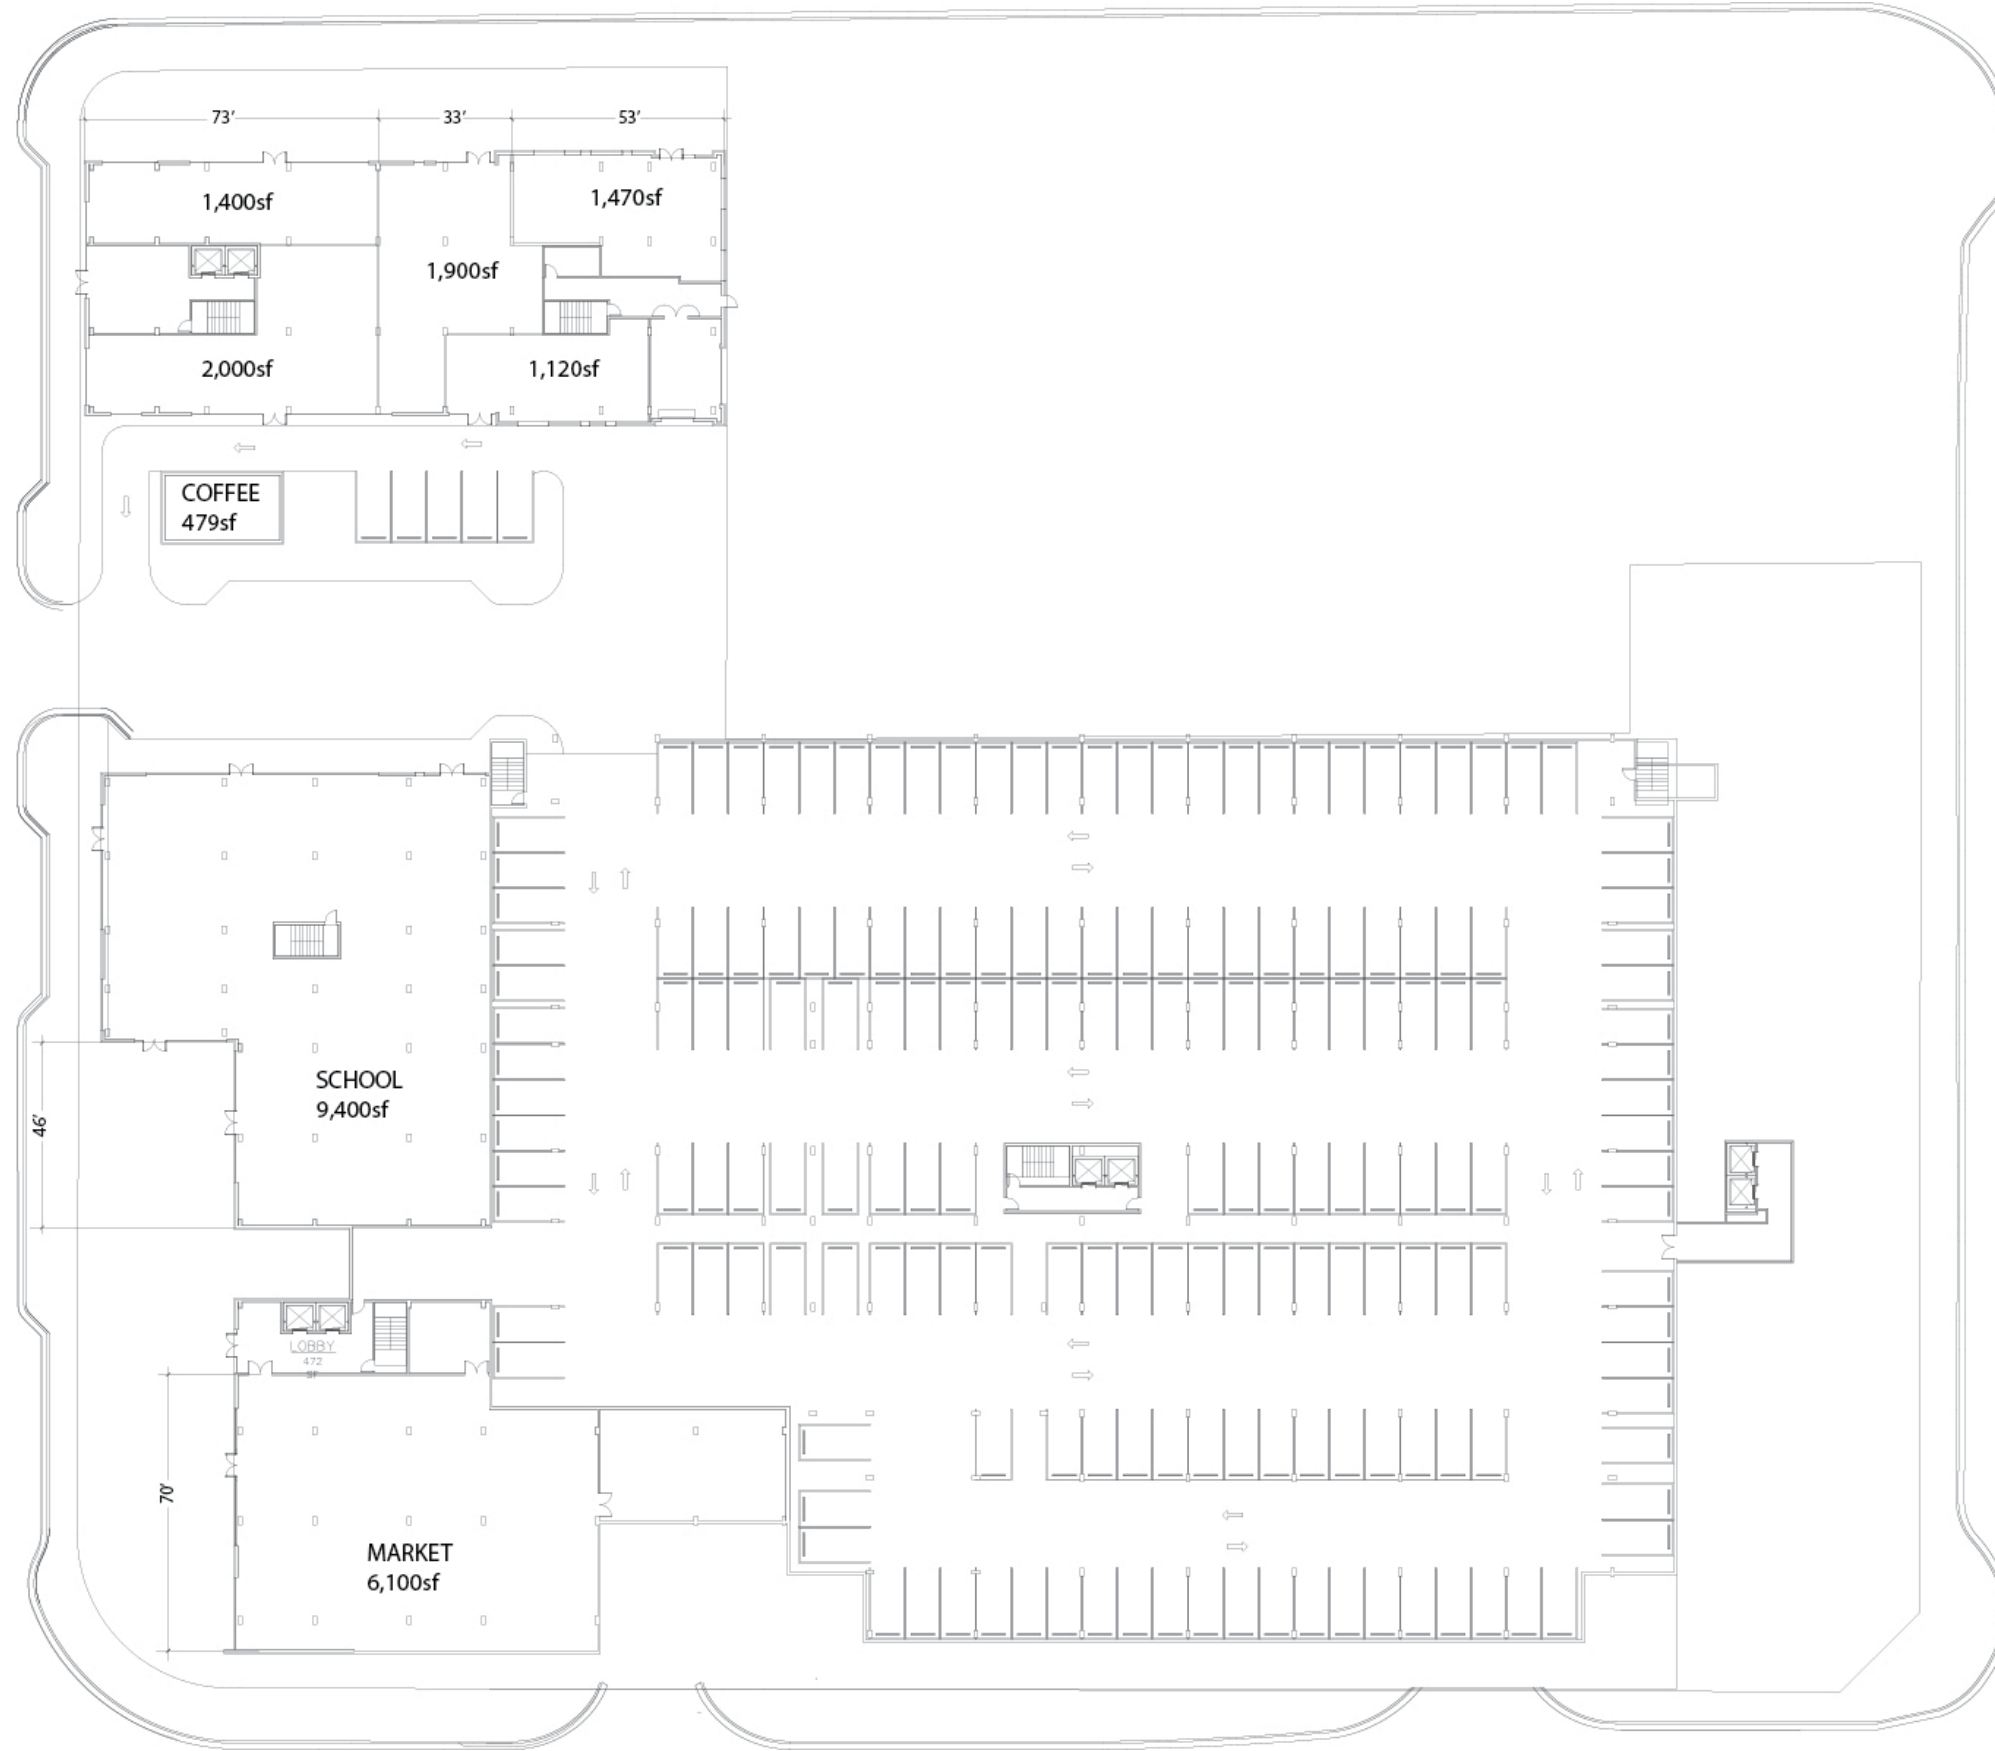 73'
33'
53'
1,400sf
1,470sf
1,900sf
2,000sf
1,120sf
COFFEE
479sf
SCHOOL
9,400sf
46'
LOBBY
472
SF
70'
MARKET
6,100sf